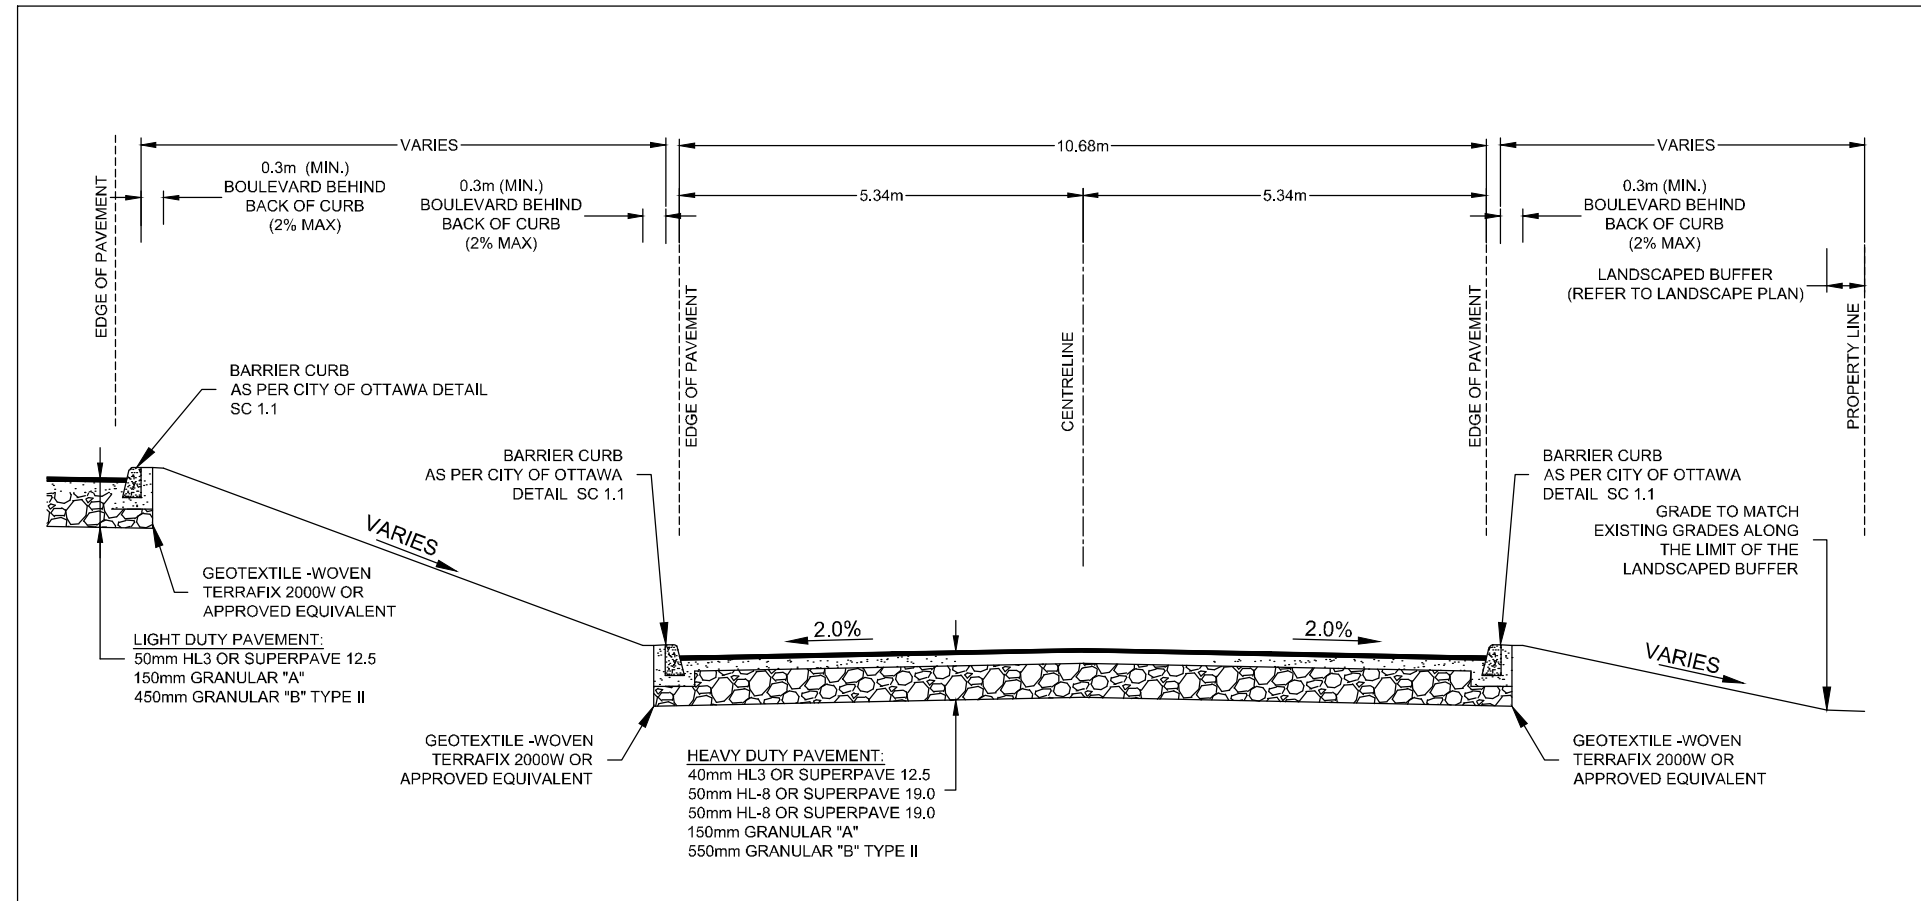 VARIES
10.68m
VARIES
0.3m (MIN.)
BOULEVARD BEHIND
BACK OF CURB
(2% MAX)
0.3m (MIN.)
BOULEVARD BEHIND
BACK OF CURB
(2% MAX)
5.34m
5.34m
0.3m (MIN.)
BOULEVARD BEHIND
BACK OF CURB
(2% MAX)
LANDSCAPED BUFFER
(REFER TO LANDSCAPE PLAN)
EDGE OF PAVEMENT
EDGE OF PAVEMENT
CENTRELINE
EDGE OF PAVEMENT
PROPERTY LINE
BARRIER CURB
AS PER CITY OF OTTAWA DETAIL
SC 1.1
BARRIER CURB
AS PER CITY OF OTTAWA
DETAIL SC 1.1
BARRIER CURB
AS PER CITY OF OTTAWA
DETAIL SC 1.1
GRADE TO MATCH
EXISTING GRADES ALONG
THE LIMIT OF THE
LANDSCAPED BUFFER
VARIES
GEOTEXTILE -WOVEN
TERRAFIX 2000W OR
APPROVED EQUIVALENT
2.0%
2.0%
VARIES
LIGHT DUTY PAVEMENT:
50mm HL3 OR SUPERPAVE 12.5
150mm GRANULAR "A"
450mm GRANULAR "B" TYPE II
GEOTEXTILE -WOVEN
TERRAFIX 2000W OR
APPROVED EQUIVALENT
HEAVY DUTY PAVEMENT:
40mm HL3 OR SUPERPAVE 12.5
50mm HL-8 OR SUPERPAVE 19.0
50mm HL-8 OR SUPERPAVE 19.0
150mm GRANULAR "A"
550mm GRANULAR "B" TYPE II
GEOTEXTILE -WOVEN
TERRAFIX 2000W OR
APPROVED EQUIVALENT